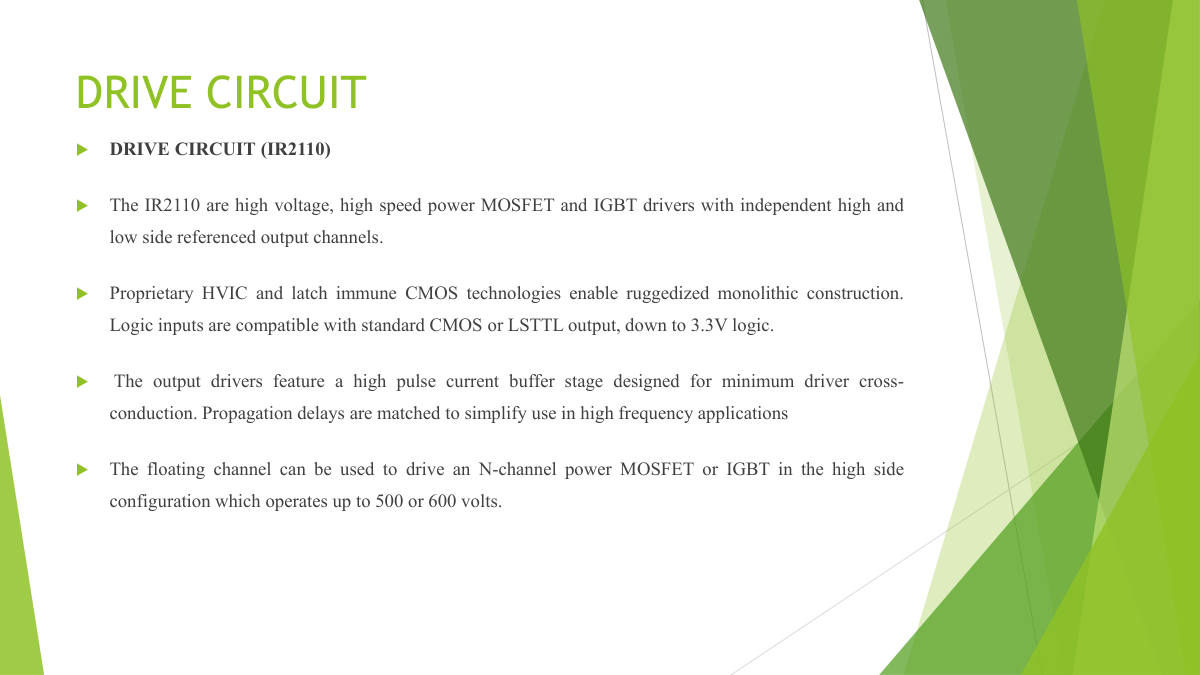 DRIVE CIRCUIT
DRIVE CIRCUIT (IR2110)
The IR2110 are high voltage, high speed power MOSFET and IGBT drivers with independent high and
low side referenced output channels.
Proprietary HVIC and latch immune CMOS technologies enable ruggedized monolithic construction.
Logic inputs are compatible with standard CMOS or LSTTL output, down to 3.3V logic.
The output drivers feature a high pulse current buffer stage designed for minimum driver cross-
conduction. Propagation delays are matched to simplify use in high frequency applications
The floating channel can be used to drive an N-channel power MOSFET or IGBT in the high side
configuration which operates up to 500 or 600 volts.